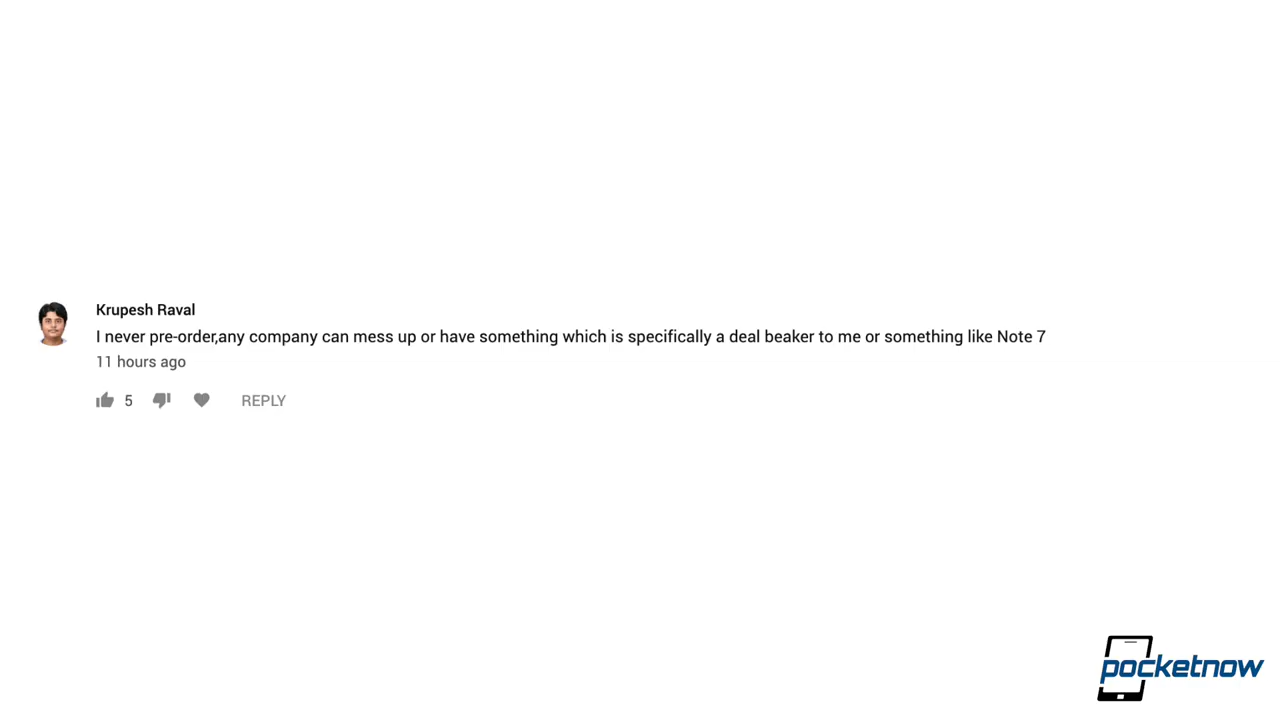 Krupesh Raval
I never pre-order,any company can mess up or have something which is specifically a deal beaker to me or something like Note 7
11 hours ago
5 REPLY
pocketnow